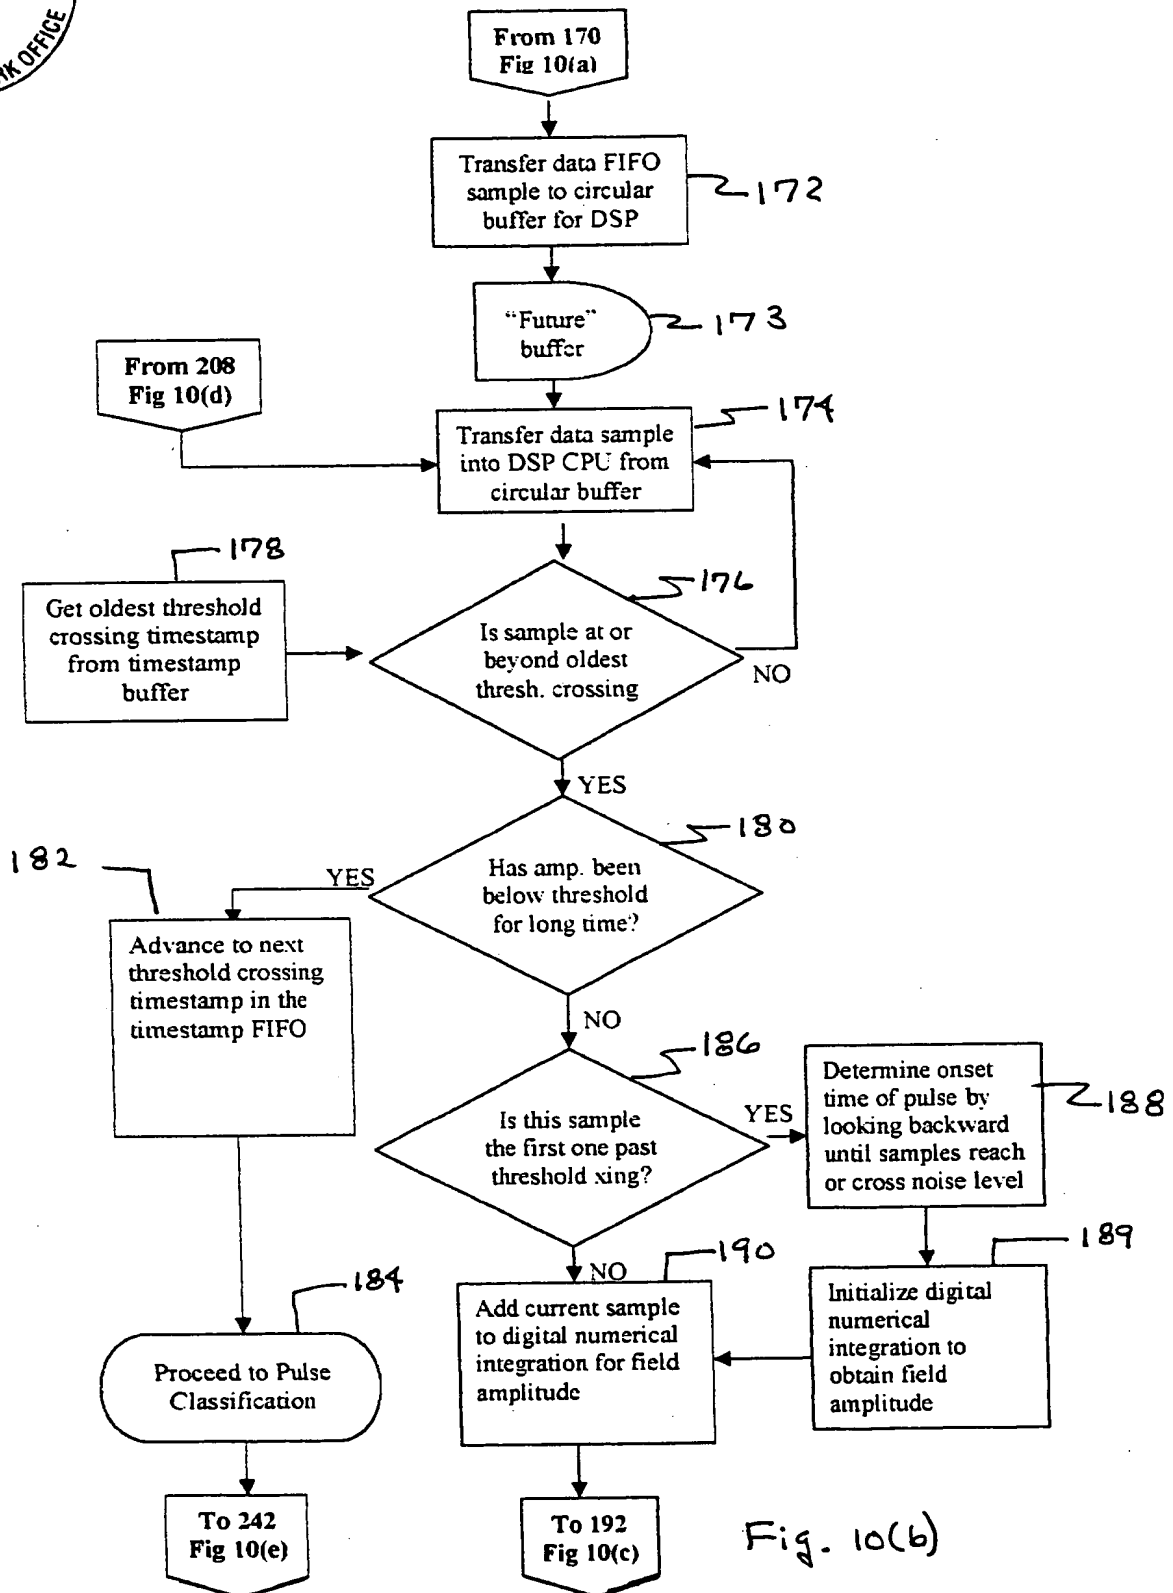 RK OFFICE
From 170
Fig 10(a)
Transfer data FIFO
sample to circular
buffer for DSP
172
“Future”
buffer
173
From 208
Fig 10(d)
Transfer data sample
into DSP CPU from
circular buffer
174
178
Get oldest threshold
crossing timestamp
from timestamp
buffer
176
Is sample at or
beyond oldest
thresh. crossing
NO
YES
180
Has amp. been
below threshold
for long time?
YES
182
Advance to next
threshold crossing
timestamp in the
timestamp FIFO
NO
186
Is this sample
the first one past
threshold xing?
YES
Determine onset
time of pulse by
looking backward
until samples reach
or cross noise level
188
NO
190
189
Add current sample
to digital numerical
integration for field
amplitude
Initialize digital
numerical
integration to
obtain field
amplitude
184
Proceed to Pulse
Classification
To 242
Fig 10(e)
To 192
Fig 10(c)
Fig. 10(b)